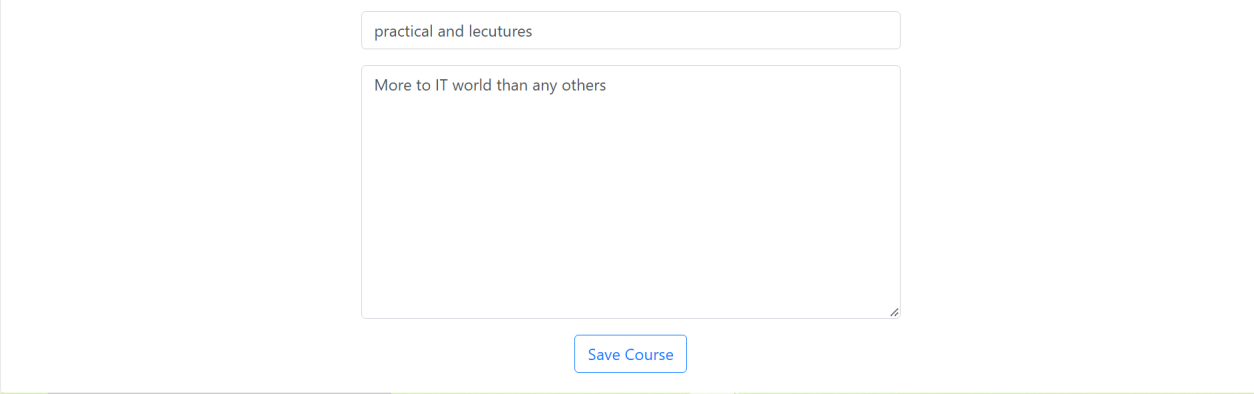 practical and lecutures
More to IT world than any others
Save Course